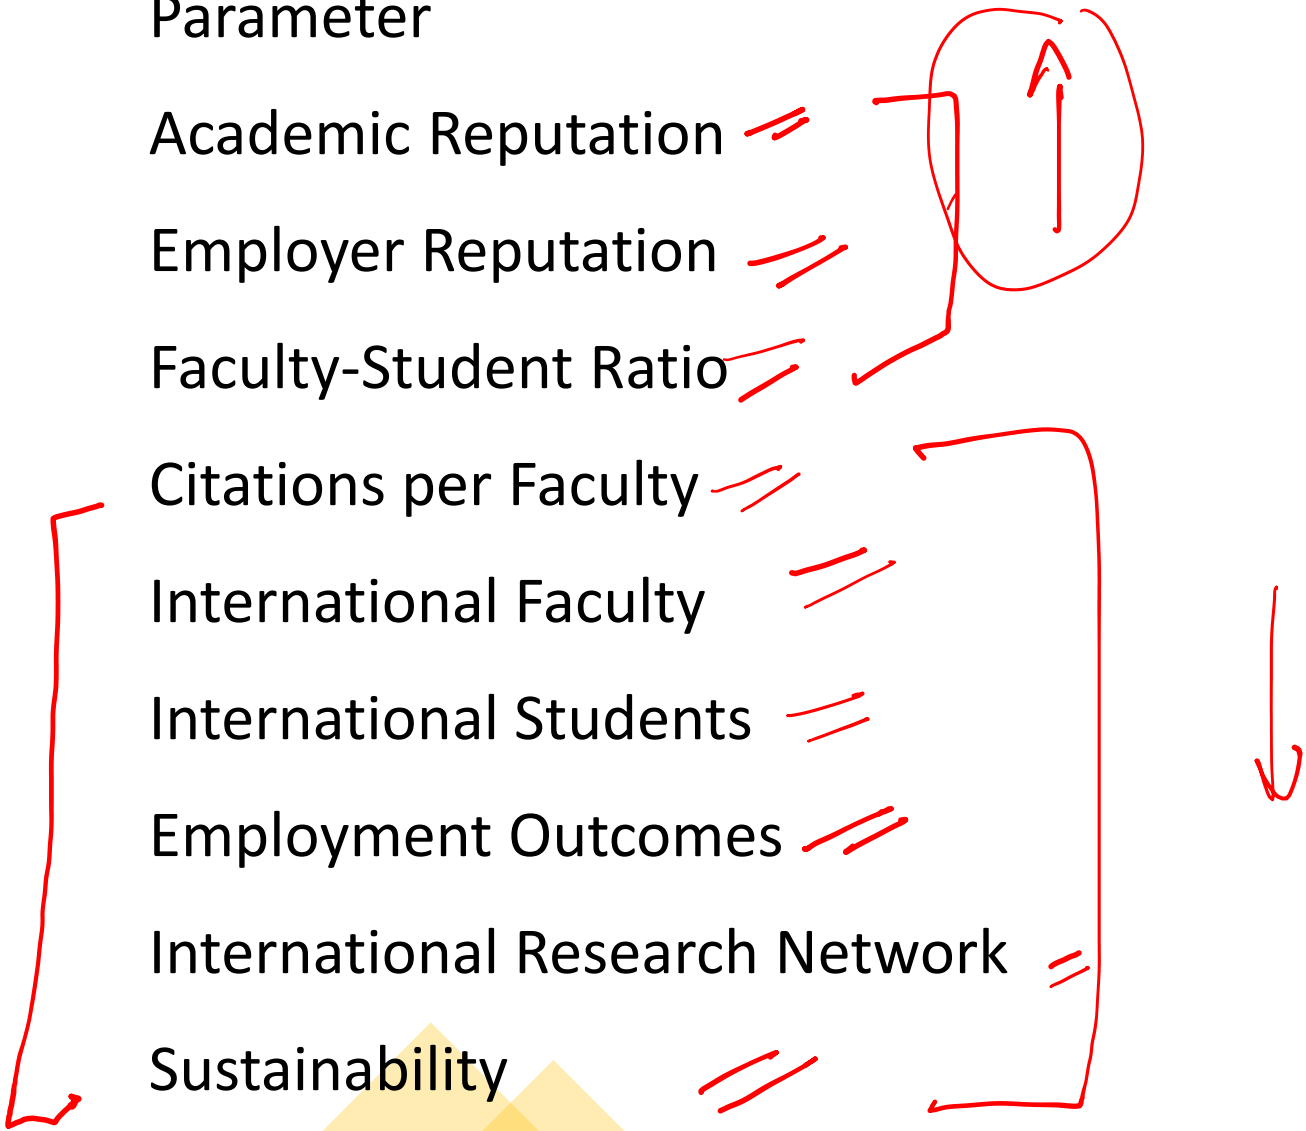 Parameter
Academic Reputation
Employer Reputation
Faculty-Student Ratio
Citations per Faculty
International Faculty
International Students
Employment Outcomes
International Research Network
Sustainability